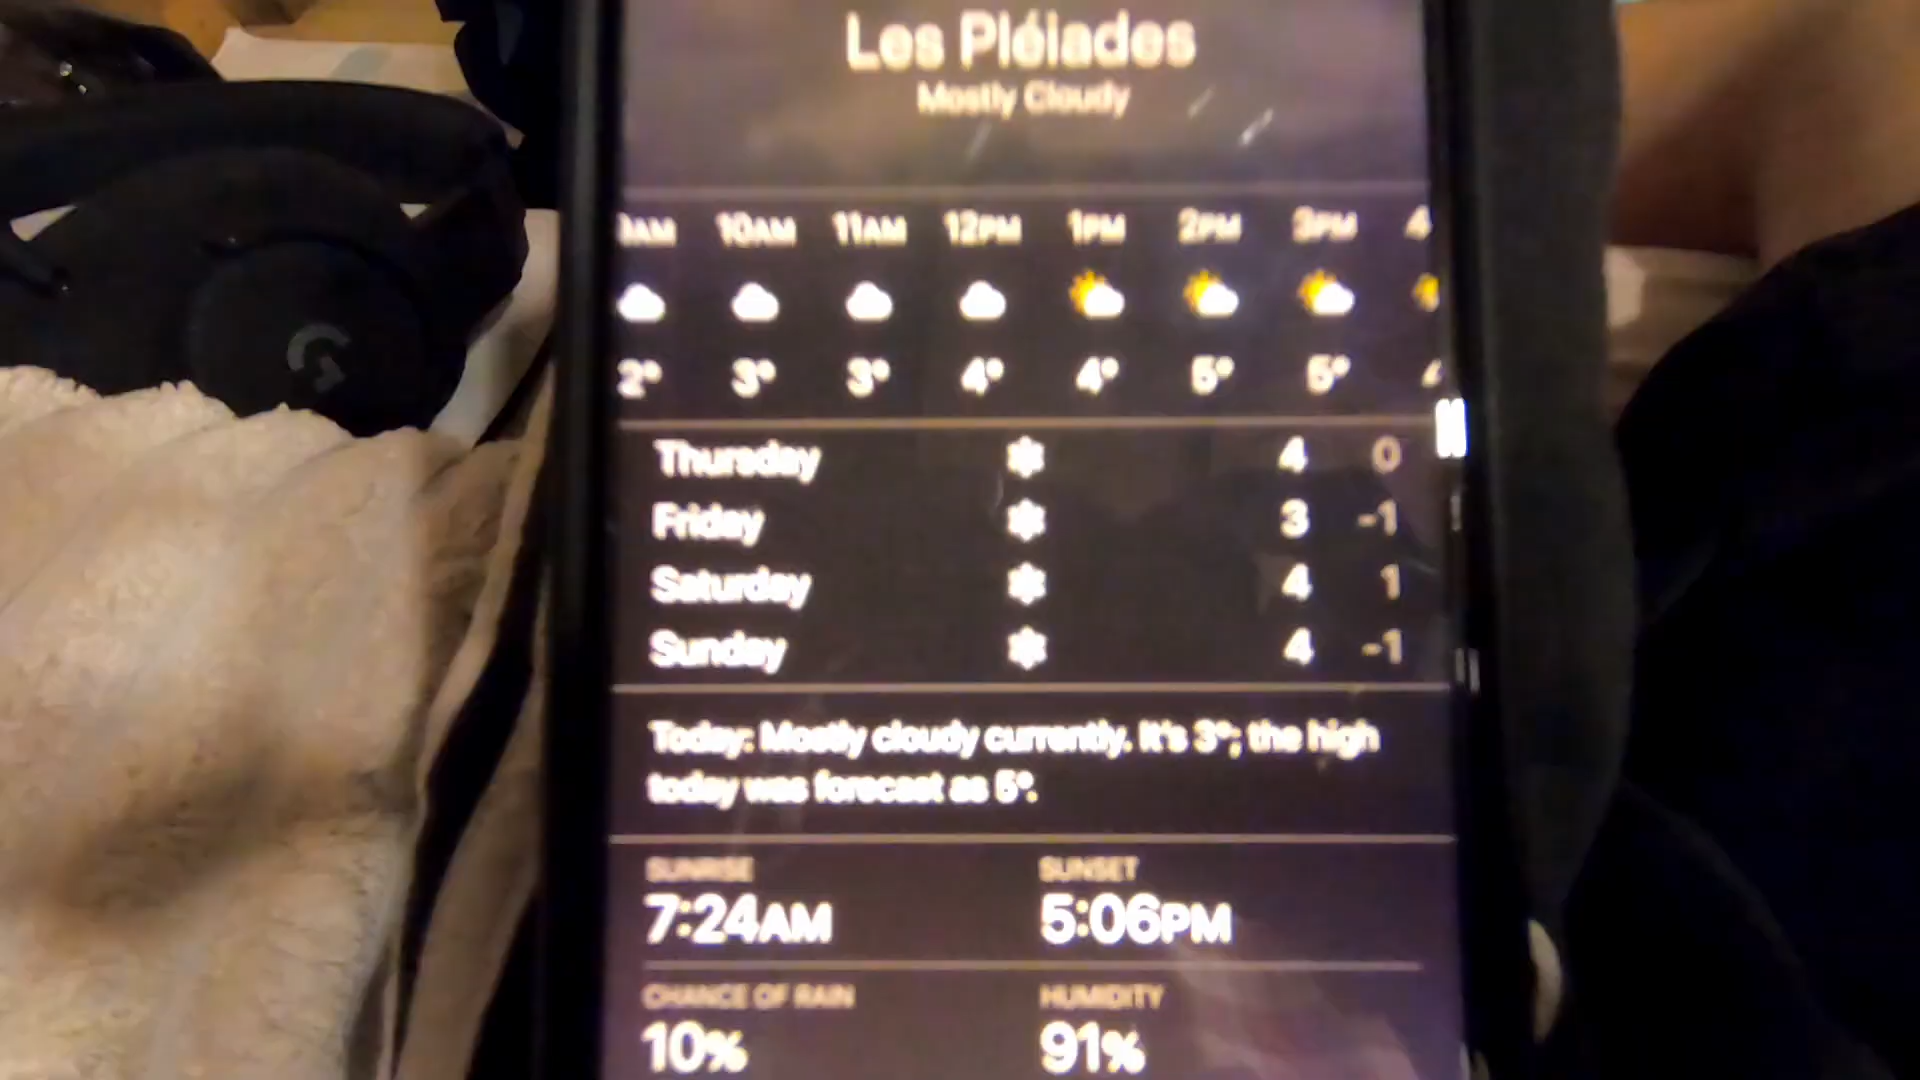 Les Pléiades
Mostly Cloudy
9AM 10AM 11AM 12PM 1PM 2PM 3PM 4
2° 3° 3° 4° 4° 5° 5°
Thursday 4 0
Friday 3 -1
Saturday 4 1
Sunday 4 -1
Today: Mostly cloudy currently. It's 3°; the high
today was forecast as 5°.
SUNRISE SUNSET
7:24AM 5:06PM
CHANCE OF RAIN HUMIDITY
10% 91%